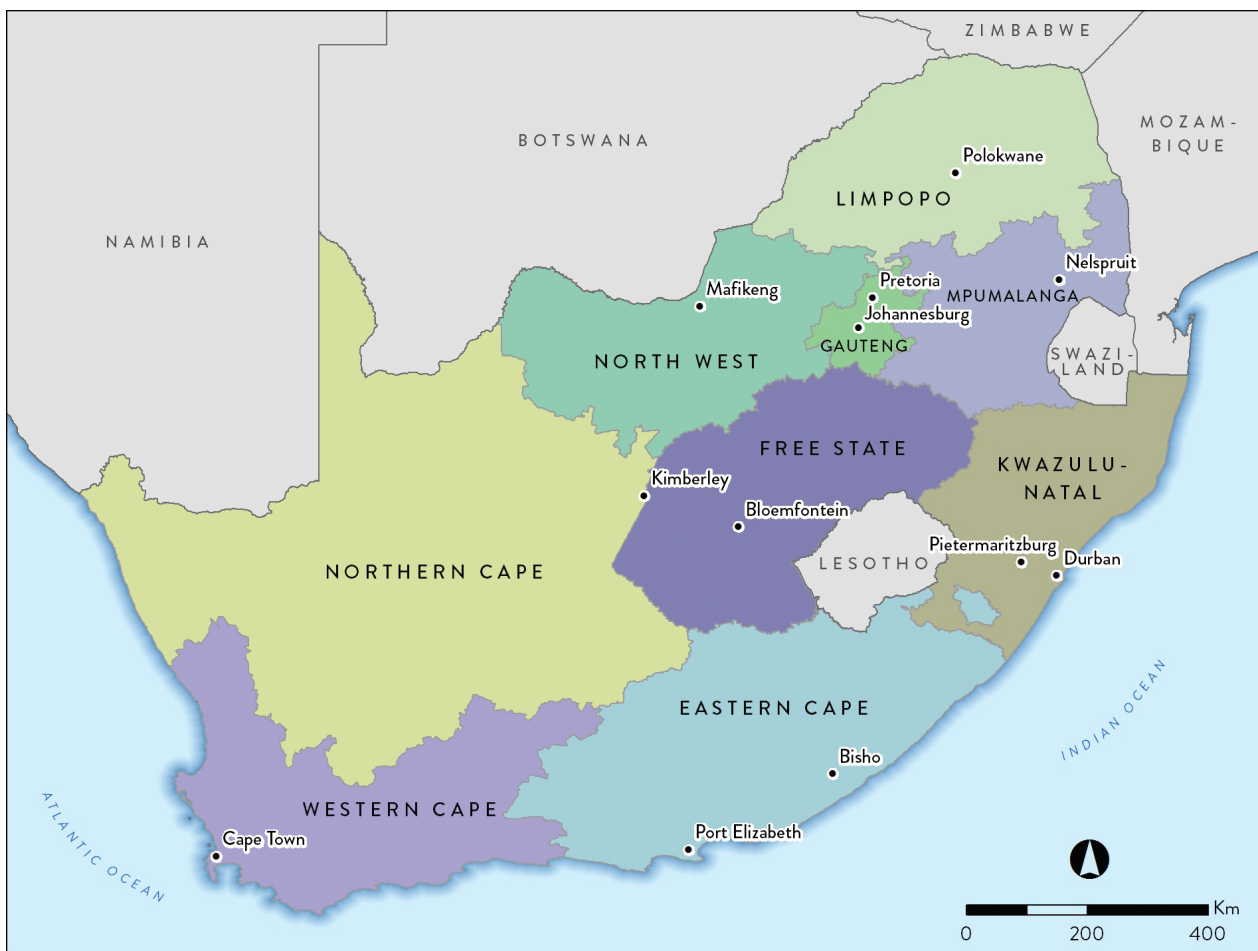 ZIMBABWE
MOZAM-
BIQUE
BOTSWANA
Polokwane
LIMPOPO
NAMIBIA
Nelspruit
Pretoria
Mafikeng
MPUMALANGA
Johannesburg
GAUTENG
SWAZI-
LAND
NORTH WEST
FREE STATE
KWAZULU-
NATAL
Kimberley
Bloemfontein
Pietermaritzburg
Durban
LESOTHO
NORTHERN CAPE
INDIAN OCEAN
EASTERN CAPE
Bisho
WESTERN CAPE
Port Elizabeth
Cape Town
ATLANTIC OCEAN
Km
0 200 400